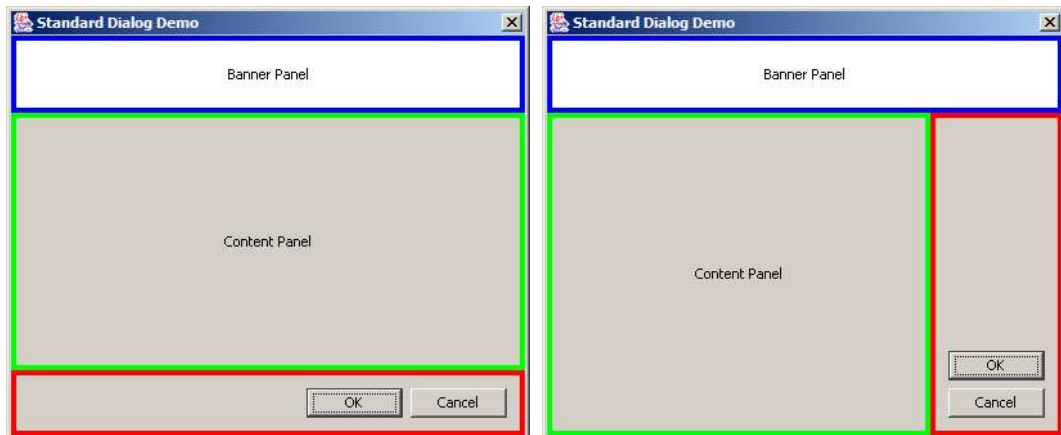 Standard Dialog Demo
Banner Panel
Content Panel
OK Cancel
Standard Dialog Demo
Banner Panel
Content Panel
OK
Cancel